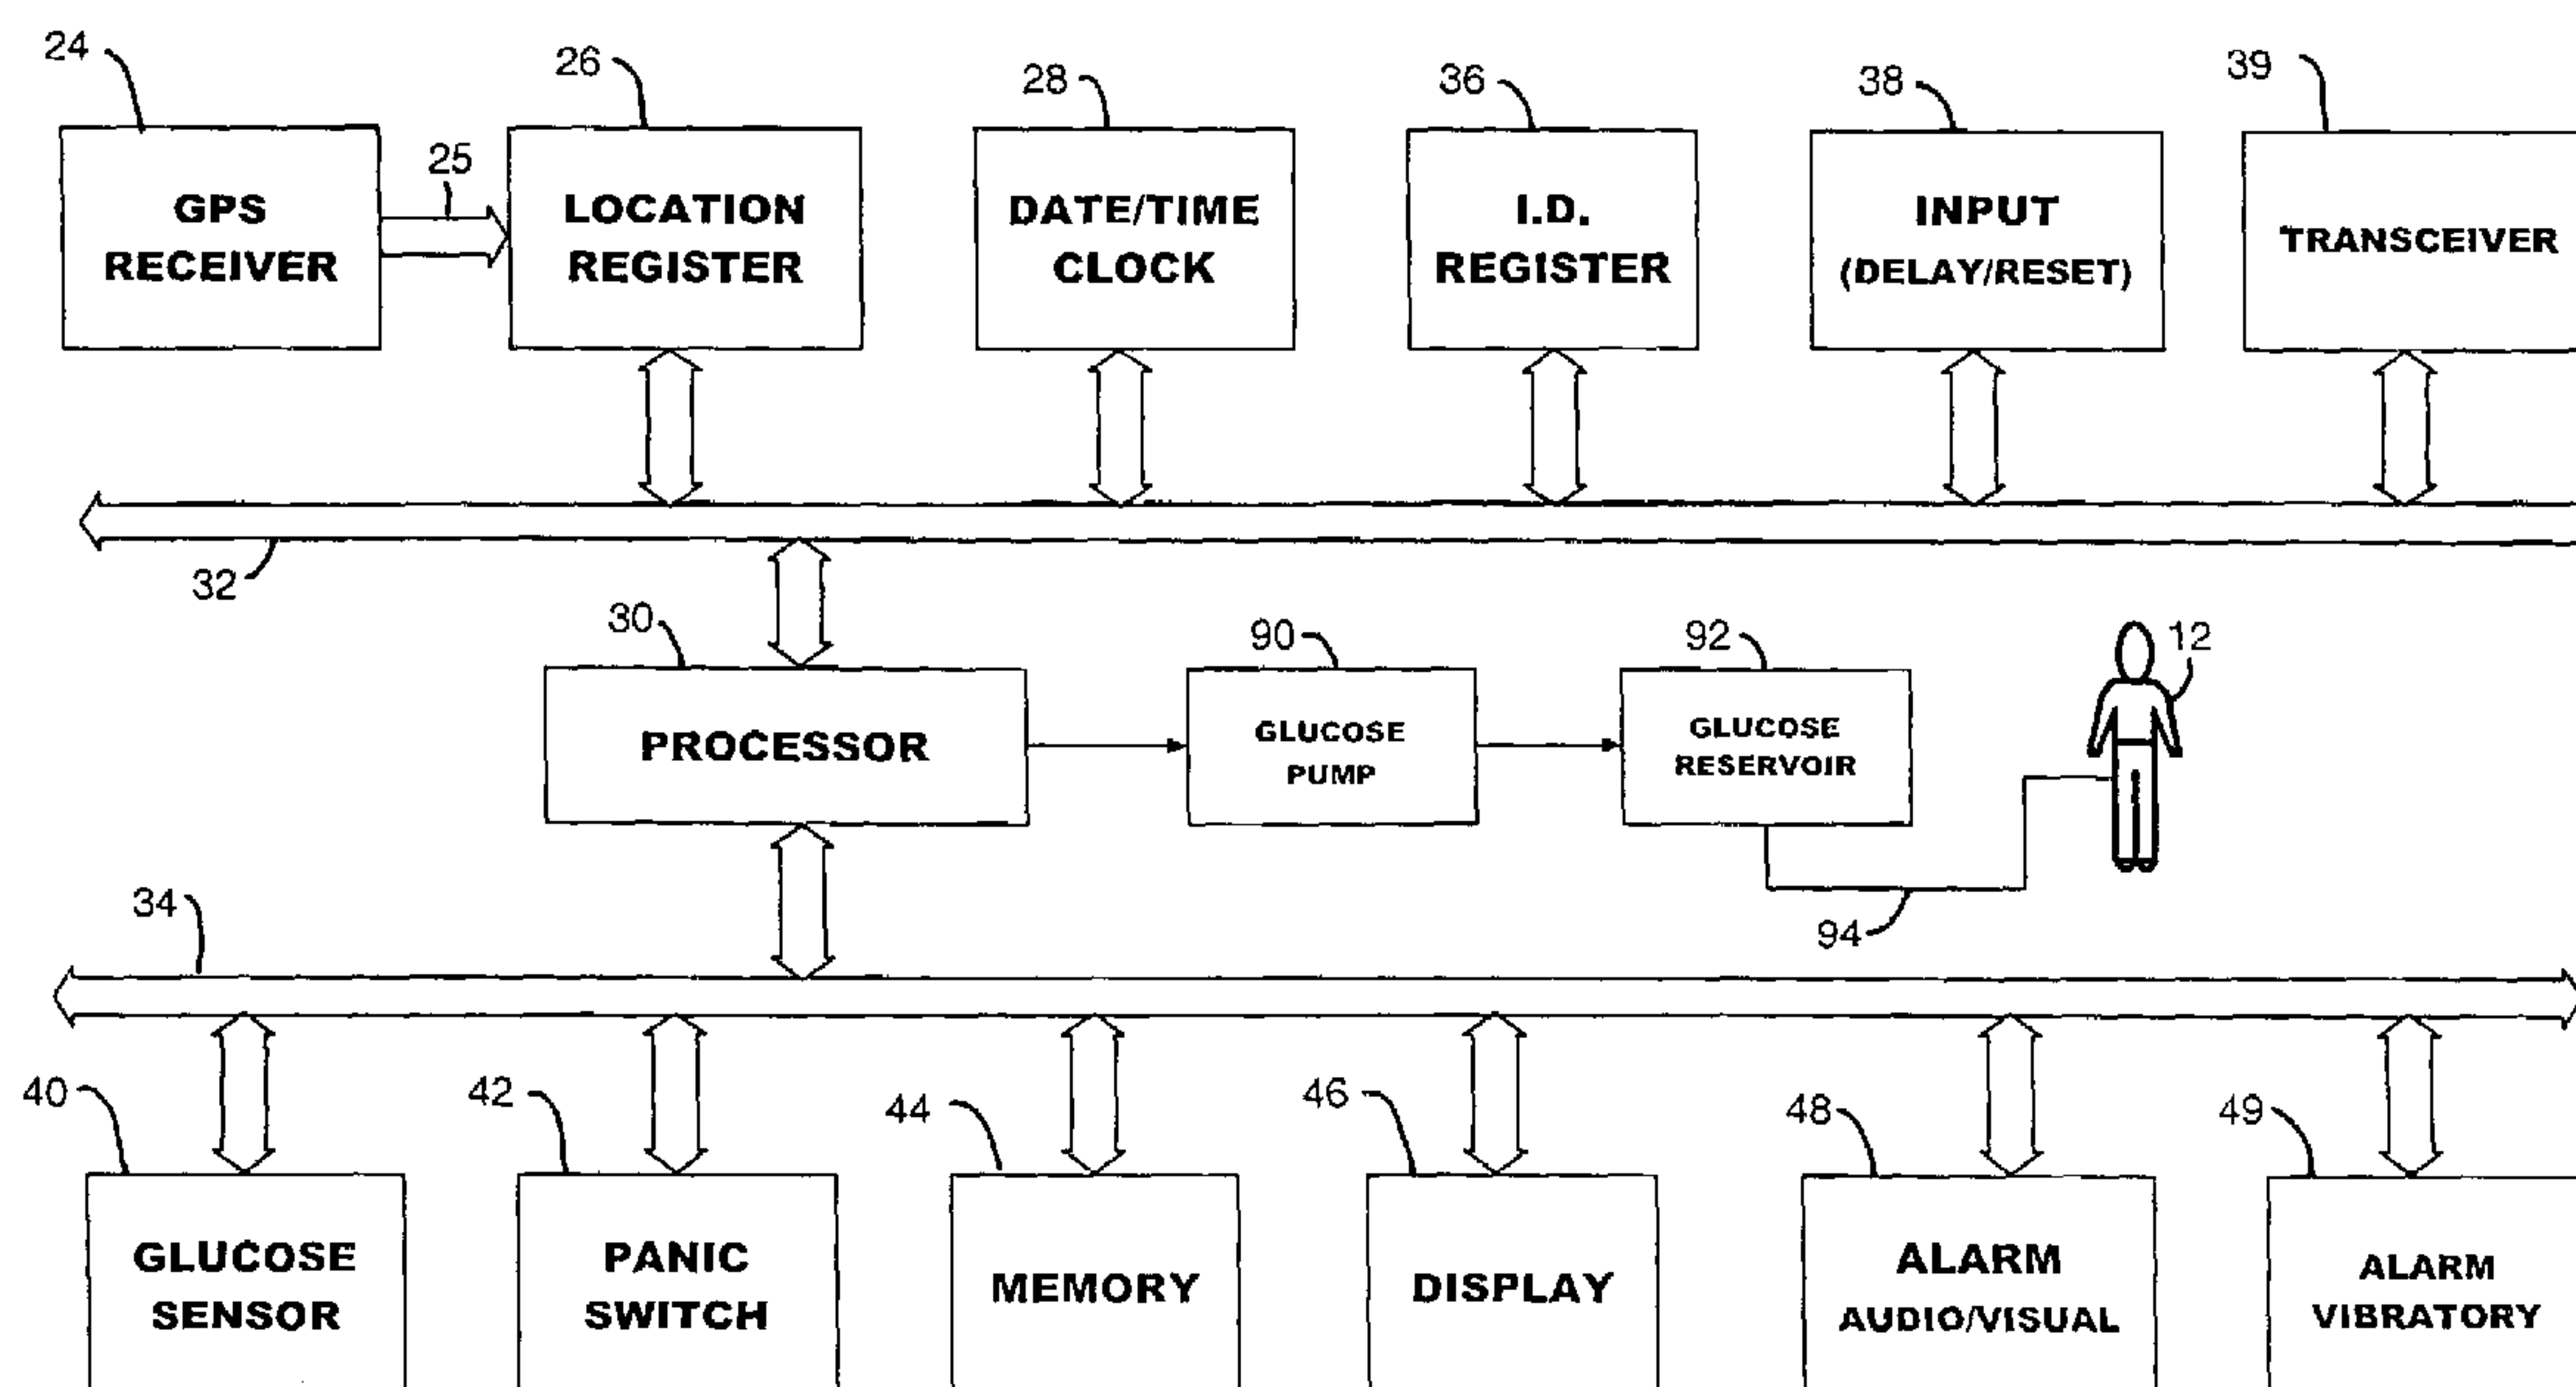 24
26
28
36
38
39
25
GPS
RECEIVER
LOCATION
REGISTER
DATE/TIME
CLOCK
I.D.
REGISTER
INPUT
(DELAY/RESET)
TRANSCEIVER
32
30
90
92
12
PROCESSOR
GLUCOSE
PUMP
GLUCOSE
RESERVOIR
34
94
40
42
44
46
48
49
GLUCOSE
SENSOR
PANIC
SWITCH
MEMORY
DISPLAY
ALARM
AUDIO/VISUAL
ALARM
VIBRATORY